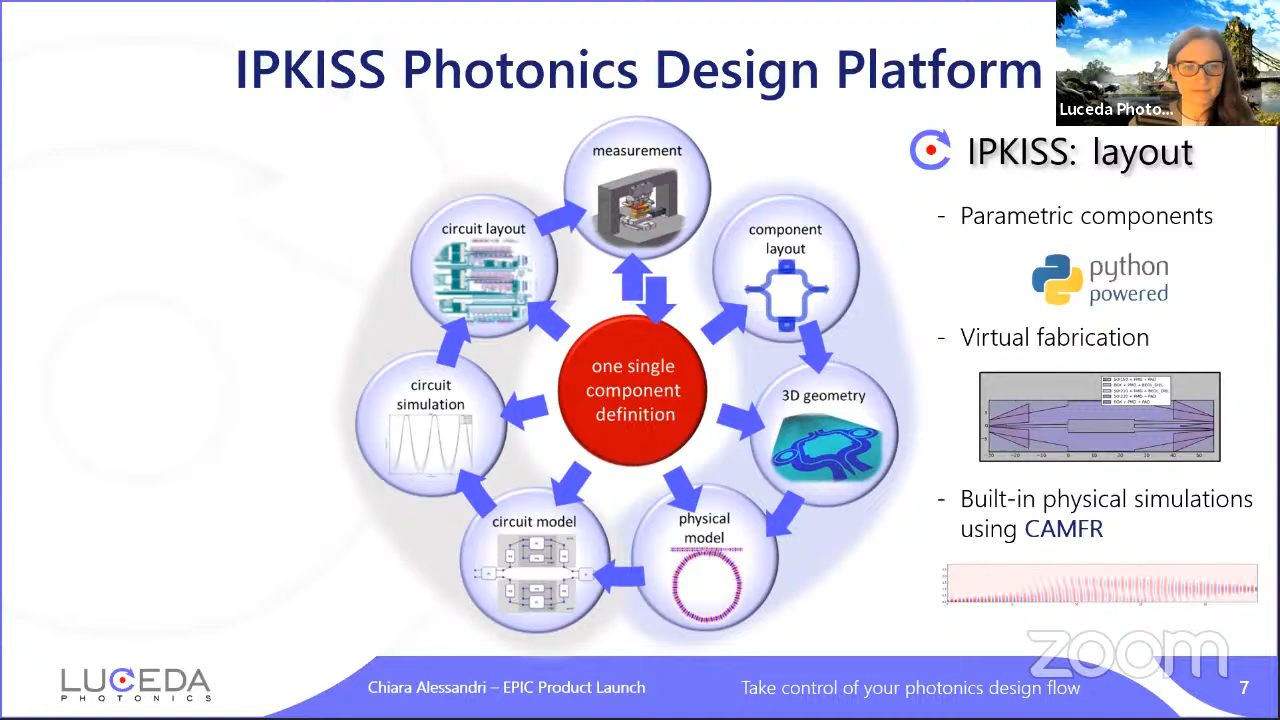 IPKISS Photonics Design Platform
Luceda Photo...
measurement
circuit layout
component
layout
one single
component
definition
circuit
simulation
3D geometry
circuit model
physical
model
IPKISS: layout
- Parametric components
python
powered
- Virtual fabrication
- Built-in physical simulations
using CAMFR
zoom
LUCEDA
PHOTONICS
Chiara Alessandri – EPIC Product Launch
Take control of your photonics design flow
7